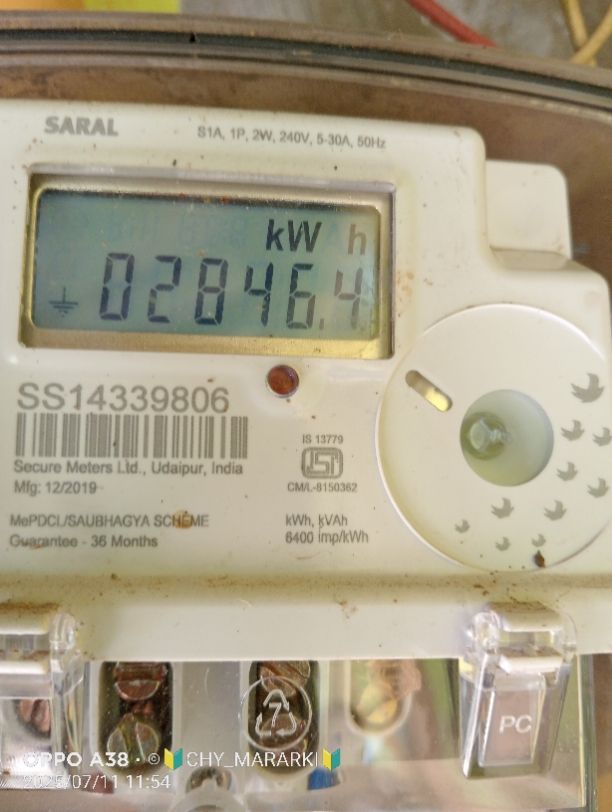 SARAL
S1A, 1P, 2W, 240V, 5-30A, 50Hz
kW h
02846.4
SS14339806
Secure Meters Ltd., Udaipur, India
Mfg: 12/2019
IS 13779
ISI
CM/L-8150362
MePDCL/SAUBHAGYA SCHEME
Guarantee - 36 Months
kWh, kVAh
6400 imp/kWh
7
PC
OPPO A38 · ©🔰CHY_MARARKI🔰
2025/07/11 11:54